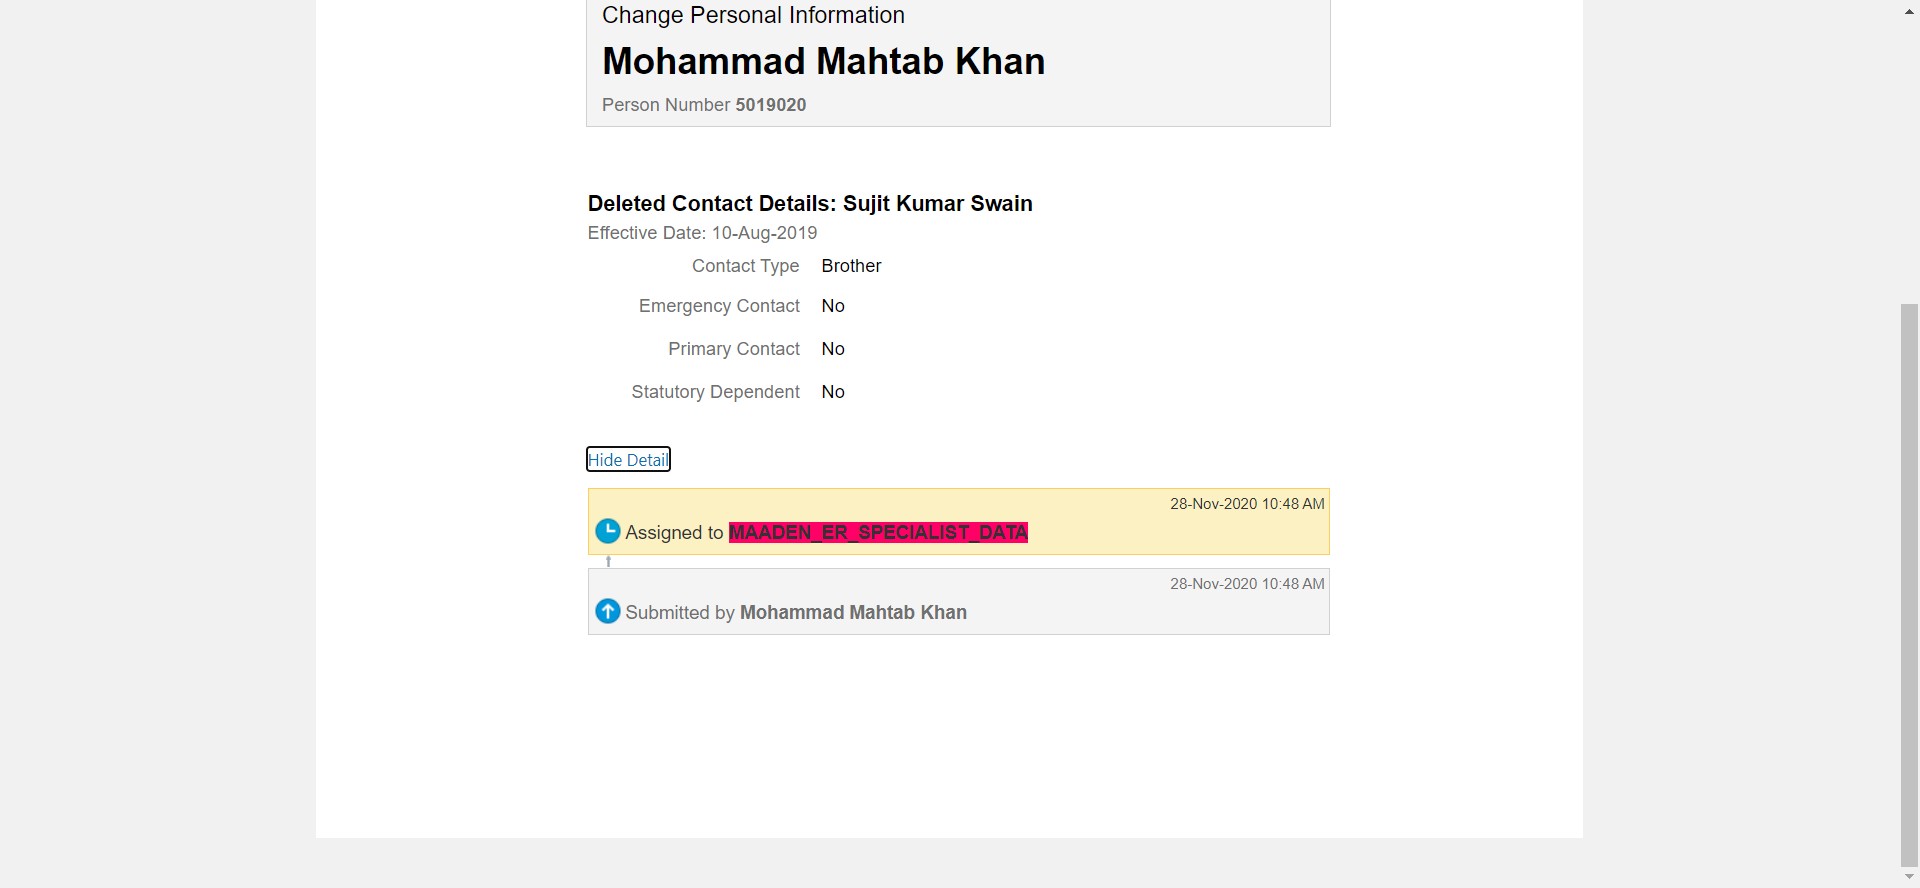 Change Personal Information
Mohammad Mahtab Khan
Person Number 5019020
Deleted Contact Details: Sujit Kumar Swain
Effective Date: 10-Aug-2019
Contact Type Brother
Emergency Contact No
Primary Contact No
Statutory Dependent No
Hide Detail
28-Nov-2020 10:48 AM
Assigned to MAADEN_ER_SPECIALIST_DATA
28-Nov-2020 10:48 AM
Submitted by Mohammad Mahtab Khan